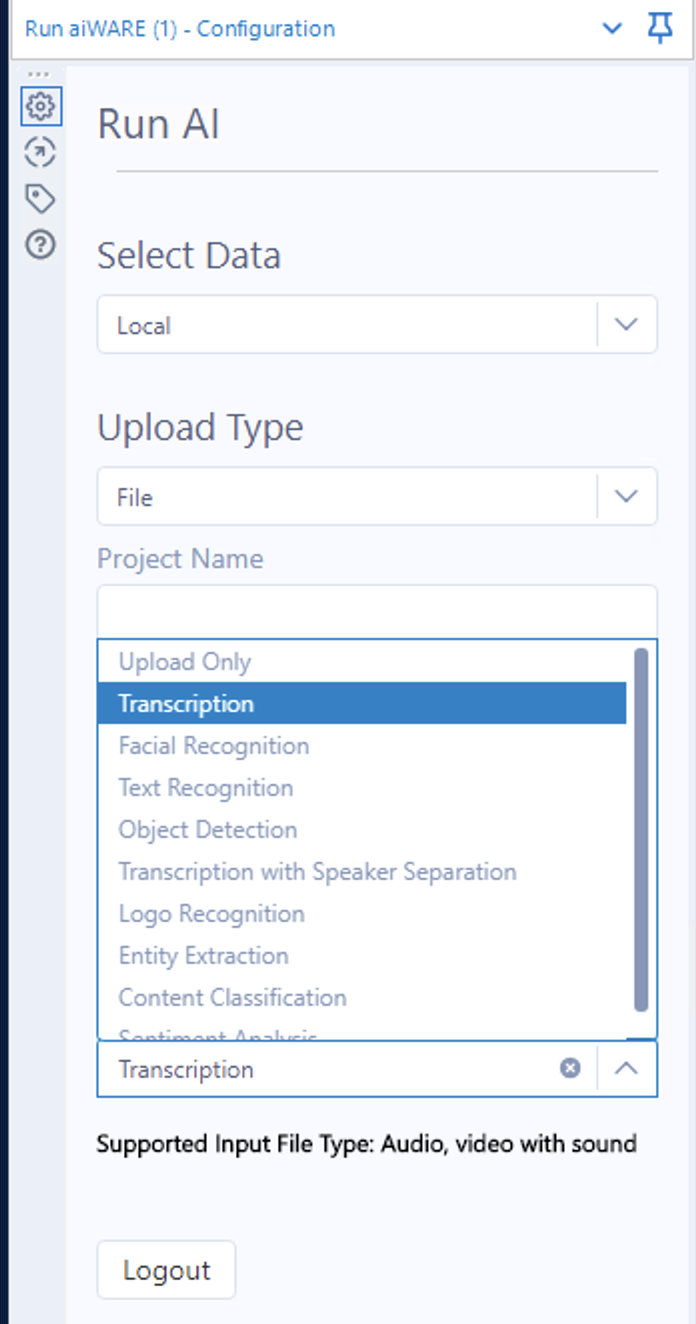 Run aiWARE (1) - Configuration
Run AI
Select Data
Local
Upload Type
File
Project Name
Upload Only
Transcription
Facial Recognition
Text Recognition
Object Detection
Transcription with Speaker Separation
Logo Recognition
Entity Extraction
Content Classification
Sentiment Analysis
Transcription
Supported Input File Type: Audio, video with sound
Logout